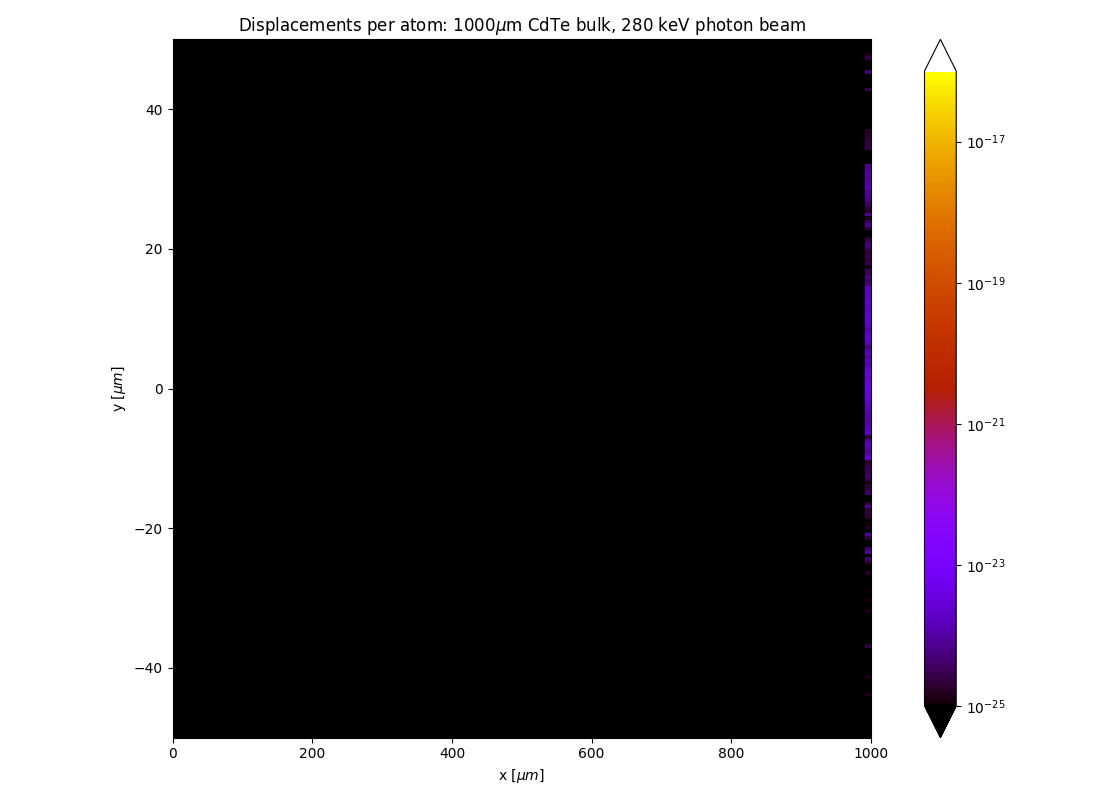 Displacements per atom: 1000μm CdTe bulk, 280 keV photon beam
40
20
0
−20
−40
y [μm]
0 200 400 600 800 1000
x [μm]
10⁻¹⁷
10⁻¹⁹
10⁻²¹
10⁻²³
10⁻²⁵